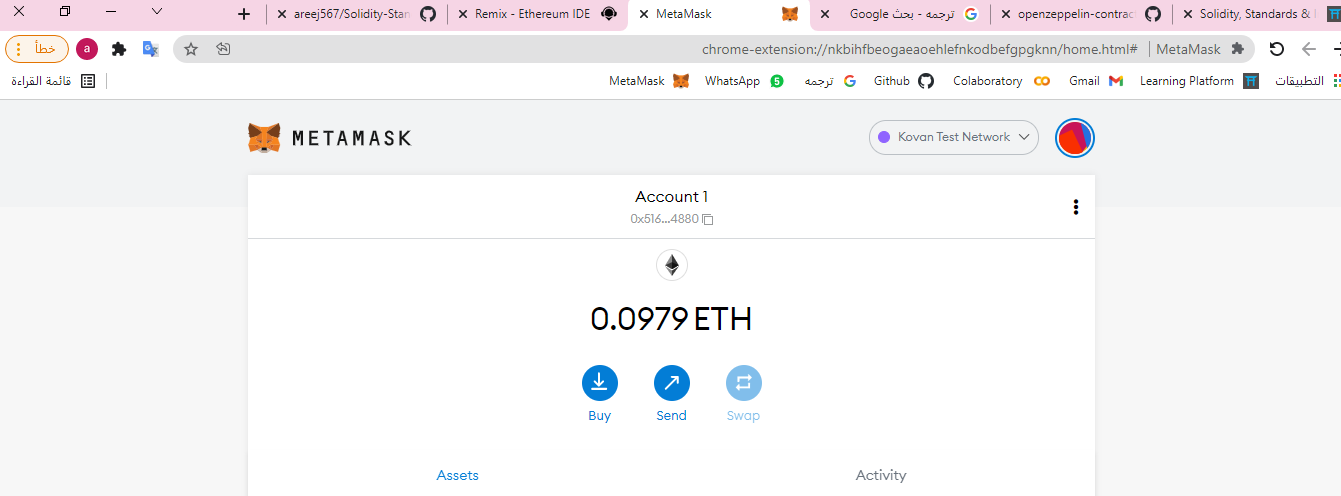 areej567/Solidity-Stan
Remix - Ethereum IDE
MetaMask
ترجمه - بحث Google
openzeppelin-contrac
Solidity, Standards &
خطأ
a
chrome-extension://nkbihfbeogaeaoehlefnkodbefgpgknn/home.html#
MetaMask
قائمة القراءة
MetaMask
WhatsApp
5
ترجمه
Github
Colaboratory
Gmail
Learning Platform
التطبيقات
METAMASK
Kovan Test Network
Account 1
0x516...4880
0.0979 ETH
Buy
Send
Swap
Assets
Activity